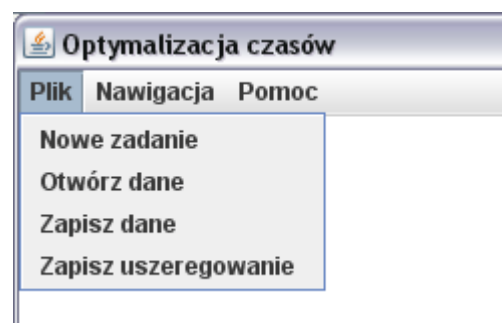 Optymalizacja czasów
Plik Nawigacja Pomoc
Nowe zadanie
Otwórz dane
Zapisz dane
Zapisz uszeregowanie